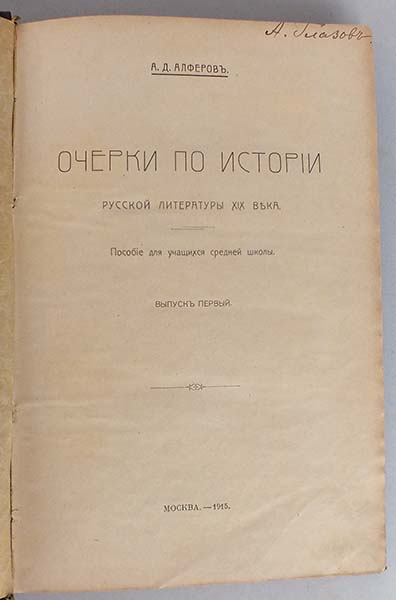 А. Глазовъ
А. Д. АЛФЕРОВЪ.
ОЧЕРКИ ПО ИСТОРІИ
РУССКОЙ ЛИТЕРАТУРЫ XIX ВѢКА.
Пособіе для учащихся средней школы.
ВЫПУСКЪ ПЕРВЫЙ.
МОСКВА.—1915.